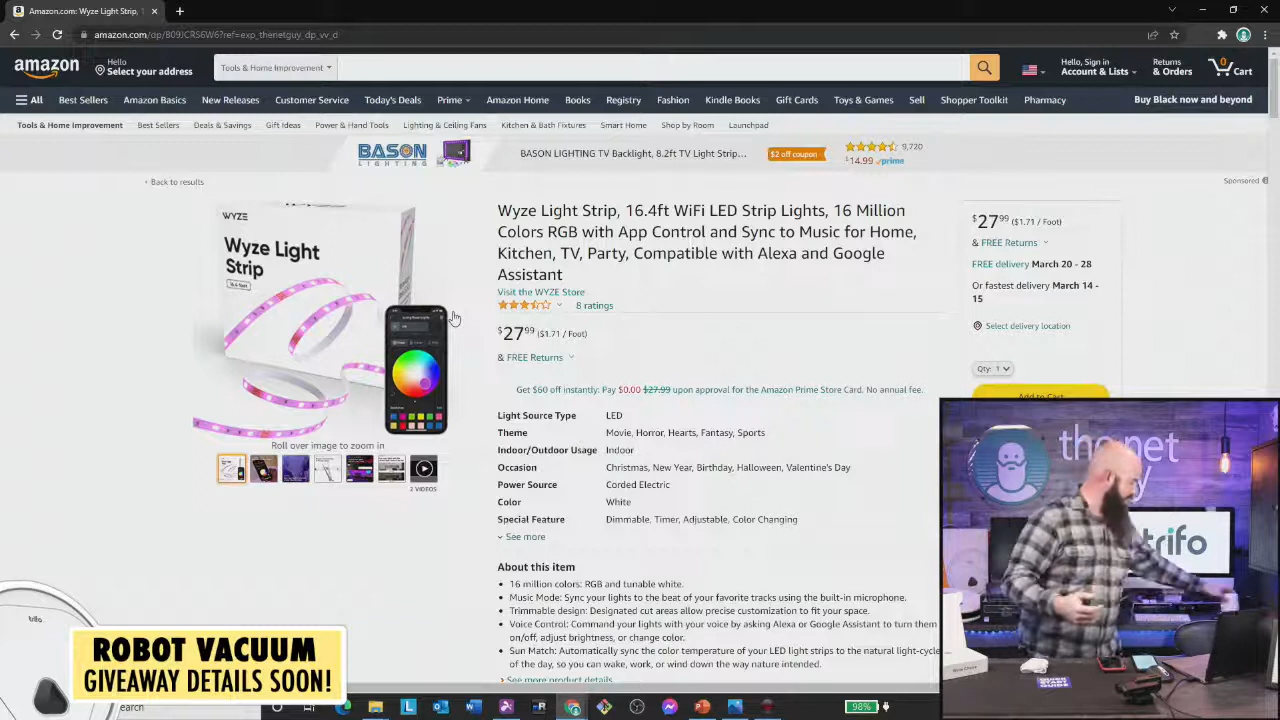 Amazon.com: Wyze Light Strip, 1
amazon.com/dp/B09JCRS6W6?ref=exp_thenetguy_dp_vv_d
amazon
Hello
Select your address
Tools & Home Improvement
Hello, Sign in
Account & Lists
Returns
& Orders
0
Cart
All
Best Sellers
Amazon Basics
New Releases
Customer Service
Today's Deals
Prime
Amazon Home
Books
Registry
Fashion
Kindle Books
Gift Cards
Toys & Games
Sell
Shopper Toolkit
Pharmacy
Buy Black now and beyond
Tools & Home Improvement
Best Sellers
Deals & Savings
Gift Ideas
Power & Hand Tools
Lighting & Ceiling Fans
Kitchen & Bath Fixtures
Smart Home
Shop by Room
Launchpad
BASON
LIGHTING
BASON LIGHTING TV Backlight, 8.2ft TV Light Strip...
$2 off coupon
9,720
$14.99 prime
‹ Back to results
Sponsored
WYZE
Wyze Light
Strip
16.4 feet
Roll over image to zoom in
2 VIDEOS
Wyze Light Strip, 16.4ft WiFi LED Strip Lights, 16 Million
Colors RGB with App Control and Sync to Music for Home,
Kitchen, TV, Party, Compatible with Alexa and Google
Assistant
Visit the WYZE Store
8 ratings
$27.99 ($1.71 / Foot)
& FREE Returns
Get $60 off instantly: Pay $0.00 $27.99 upon approval for the Amazon Prime Store Card. No annual fee.
Light Source Type LED
Theme Movie, Horror, Hearts, Fantasy, Sports
Indoor/Outdoor Usage Indoor
Occasion Christmas, New Year, Birthday, Halloween, Valentine's Day
Power Source Corded Electric
Color White
Special Feature Dimmable, Timer, Adjustable, Color Changing
See more
About this item
• 16 million colors: RGB and tunable white.
• Music Mode: Sync your lights to the beat of your favorite tracks using the built-in microphone.
• Trimmable design: Designated cut areas allow precise customization to fit your space.
• Voice Control: Command your lights with your voice by asking Alexa or Google Assistant to turn them
on/off, adjust brightness, or change color.
• Sun Match: Automatically sync the color temperature of your LED light strips to the natural light-cycle
of the day, so you can wake, work, or wind down the way nature intended.
› See more product details
$27.99 ($1.71 / Foot)
& FREE Returns
FREE delivery March 20 - 28
Or fastest delivery March 14 -
15
Select delivery location
Qty: 1
Add to Cart
the net
trifo
QUICK START
GUIDE
trifo
ROBOT VACUUM
GIVEAWAY DETAILS SOON!
earch
98%